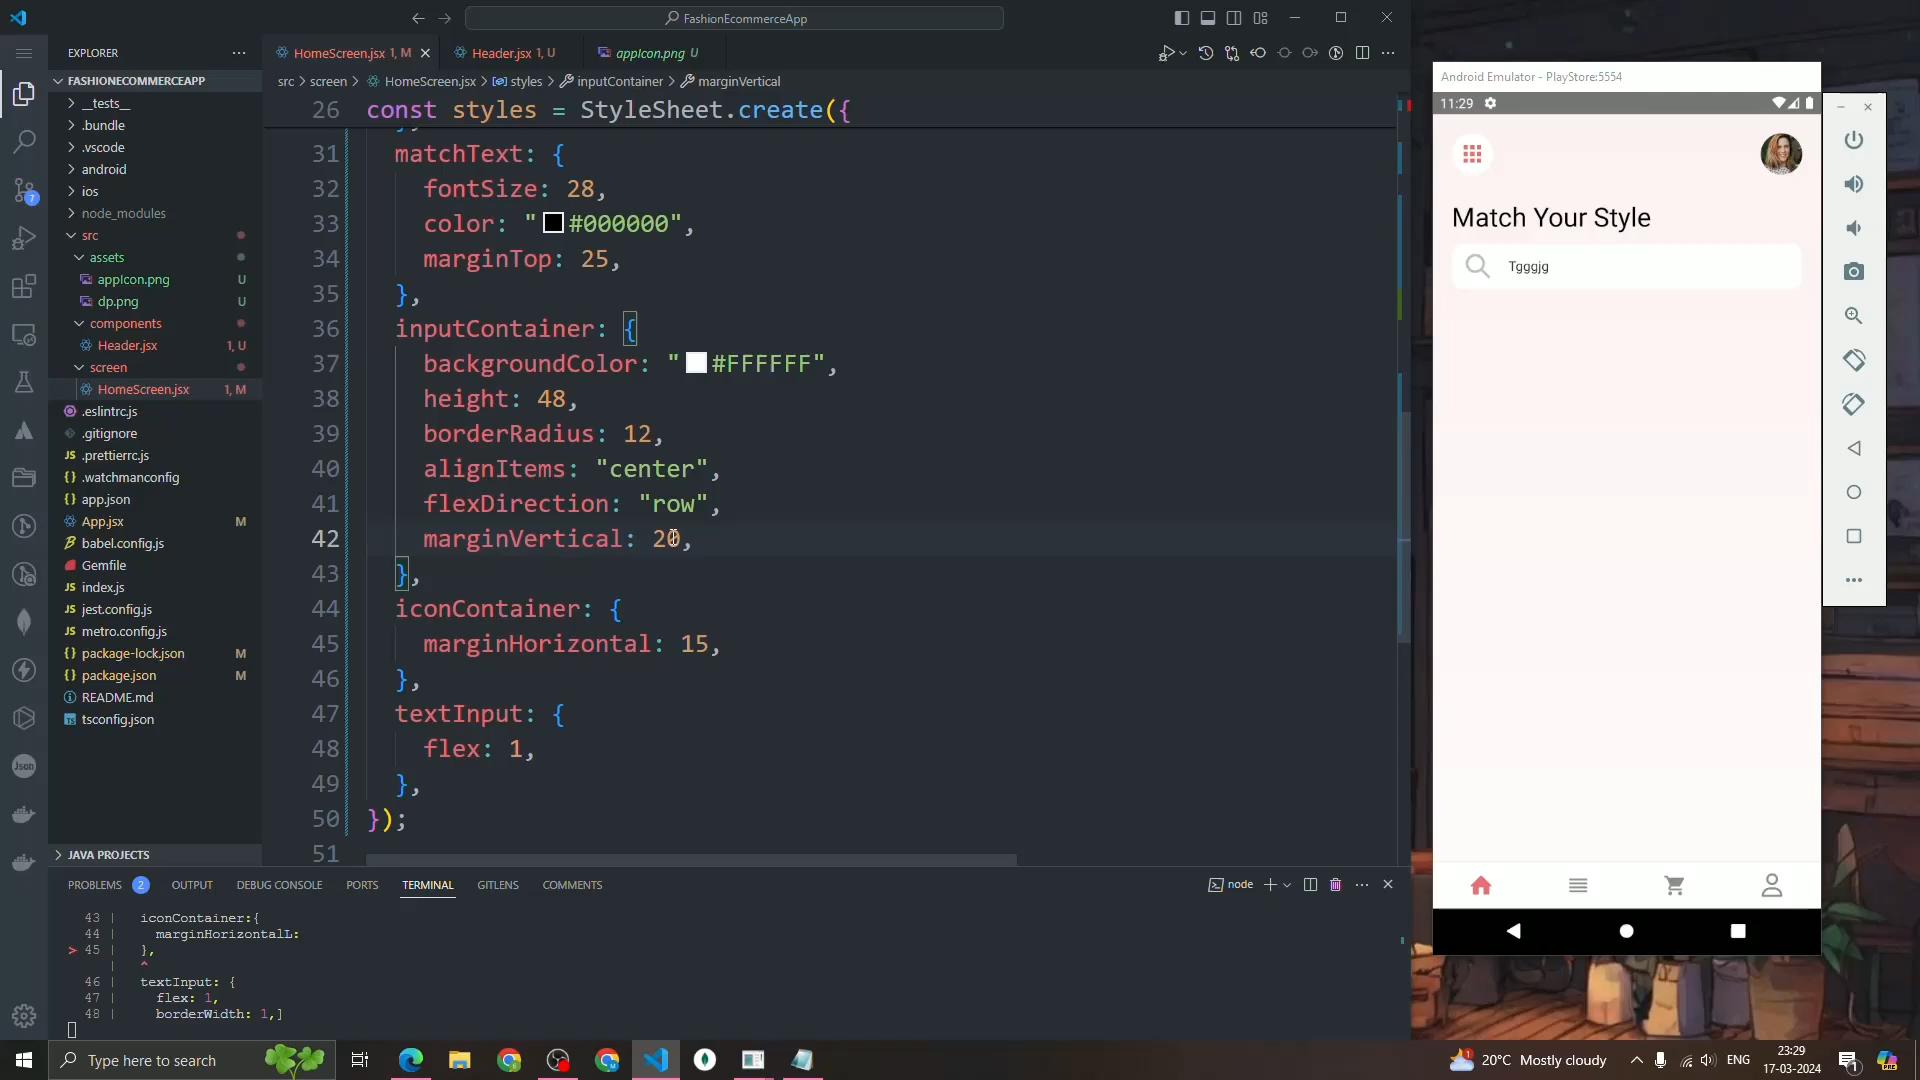 FashionEcommerceApp
EXPLORER
HomeScreen.jsx 1, M
Header.jsx 1, U
appIcon.png U
FASHIONECOMMERCEAPP
__tests__
.bundle
.vscode
android
ios
node_modules
src
assets
appIcon.png U
dp.png U
components
Header.jsx 1, U
screen
HomeScreen.jsx 1, M
.eslintrc.js
.gitignore
.prettierrc.js
.watchmanconfig
app.json
App.jsx M
babel.config.js
Gemfile
index.js
jest.config.js
metro.config.js
package-lock.json M
package.json M
README.md
tsconfig.json
JAVA PROJECTS
7
src > screen > HomeScreen.jsx > styles > inputContainer > marginVertical
26 const styles = StyleSheet.create({
31 matchText: {
32 fontSize: 28,
33 color: "#000000",
34 marginTop: 25,
35 },
36 inputContainer: {
37 backgroundColor: "#FFFFFF",
38 height: 48,
39 borderRadius: 12,
40 alignItems: "center",
41 flexDirection: "row",
42 marginVertical: 20,
43 },
44 iconContainer: {
45 marginHorizontal: 15,
46 },
47 textInput: {
48 flex: 1,
49 },
50 });
51
PROBLEMS 2 OUTPUT DEBUG CONSOLE PORTS TERMINAL GITLENS COMMENTS
node
43 | iconContainer:{
44 | marginHorizontalL:
> 45 | },
| ^
46 | textInput: {
47 | flex: 1,
48 | borderWidth: 1,]
Android Emulator - PlayStore:5554
11:29
Match Your Style
Tgggjg
Type here to search
20°C Mostly cloudy
ENG
23:29
17-03-2024
1